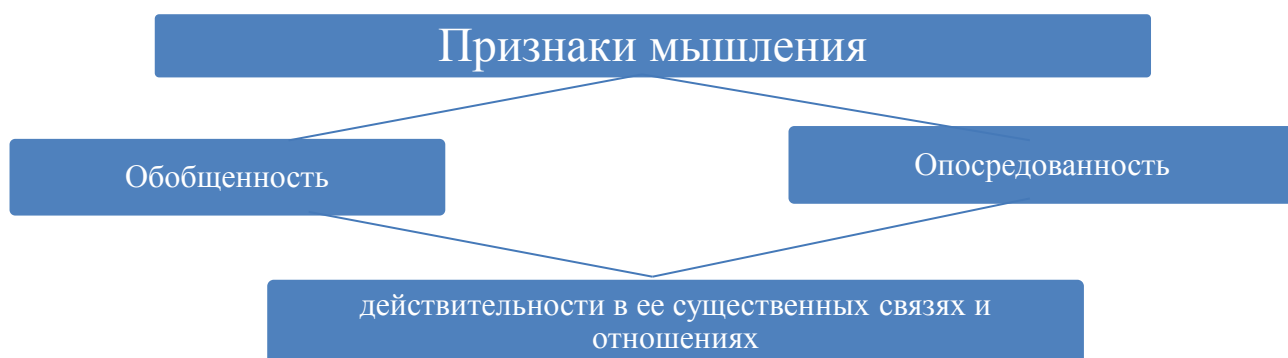 Признаки мышления
Обобщенность
Опосредованность
действительности в ее существенных связях и
отношениях